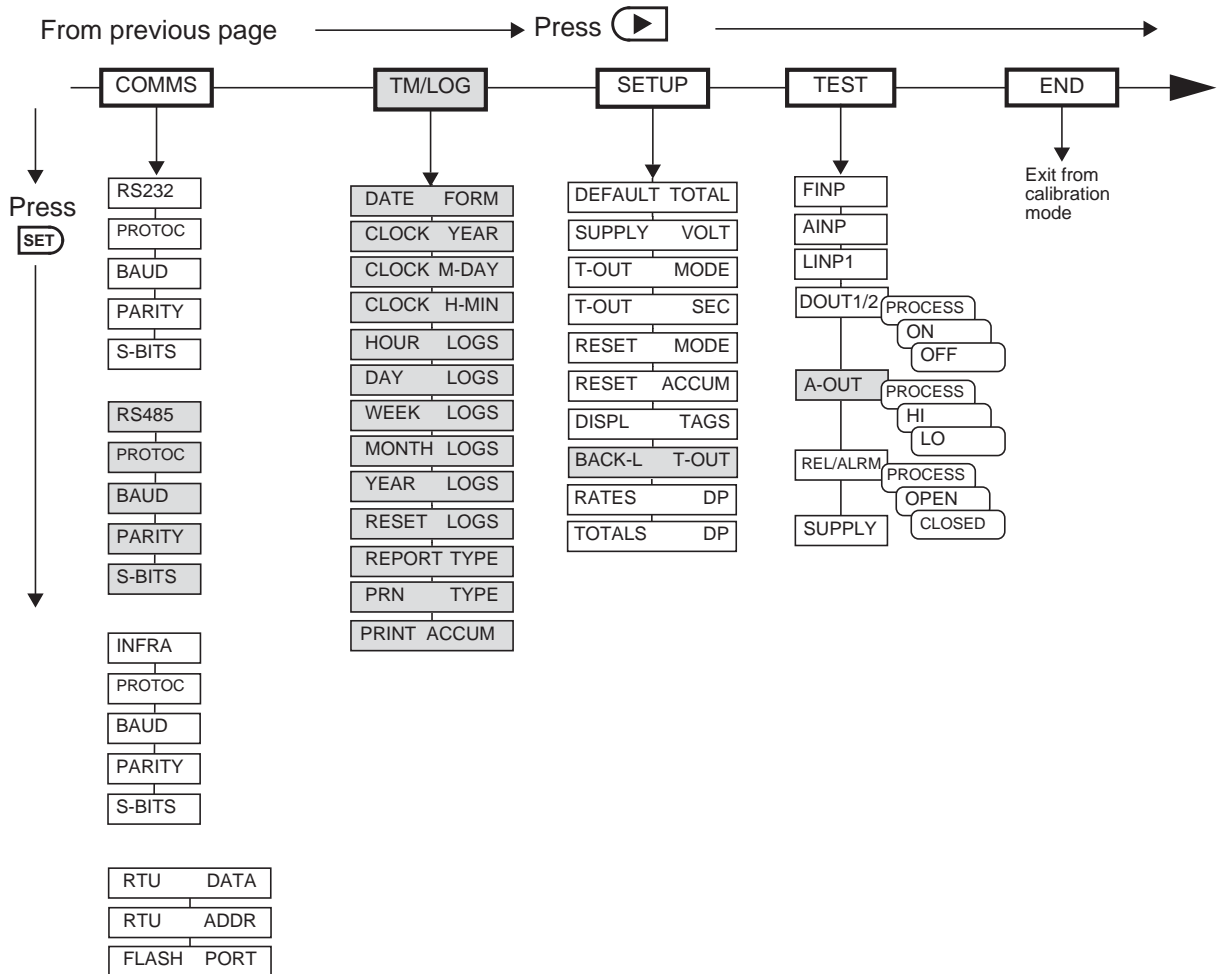 From previous page
Press
COMMS
TM/LOG
SETUP
TEST
END
Press
SET
RS232
PROTOC
BAUD
PARITY
S-BITS
RS485
PROTOC
BAUD
PARITY
S-BITS
INFRA
PROTOC
BAUD
PARITY
S-BITS
RTU DATA
RTU ADDR
FLASH PORT
DATE FORM
CLOCK YEAR
CLOCK M-DAY
CLOCK H-MIN
HOUR LOGS
DAY LOGS
WEEK LOGS
MONTH LOGS
YEAR LOGS
RESET LOGS
REPORT TYPE
PRN TYPE
PRINT ACCUM
DEFAULT TOTAL
SUPPLY VOLT
T-OUT MODE
T-OUT SEC
RESET MODE
RESET ACCUM
DISPL TAGS
BACK-L T-OUT
RATES DP
TOTALS DP
FINP
AINP
LINP1
DOUT1/2
PROCESS
ON
OFF
A-OUT
PROCESS
HI
LO
REL/ALRM
PROCESS
OPEN
CLOSED
SUPPLY
Exit from
calibration
mode